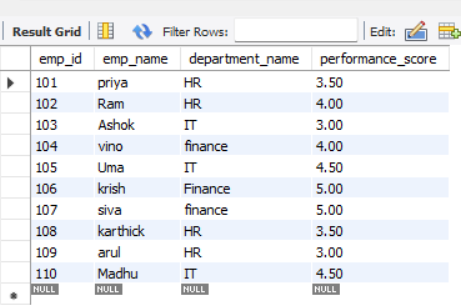 Result Grid Filter Rows: Edit:
emp_id emp_name department_name performance_score
101 priya HR 3.50
102 Ram HR 4.00
103 Ashok IT 3.00
104 vino finance 4.00
105 Uma IT 4.50
106 krish Finance 5.00
107 siva finance 5.00
108 karthick HR 3.50
109 arul HR 3.00
110 Madhu IT 4.50
NULL NULL NULL NULL